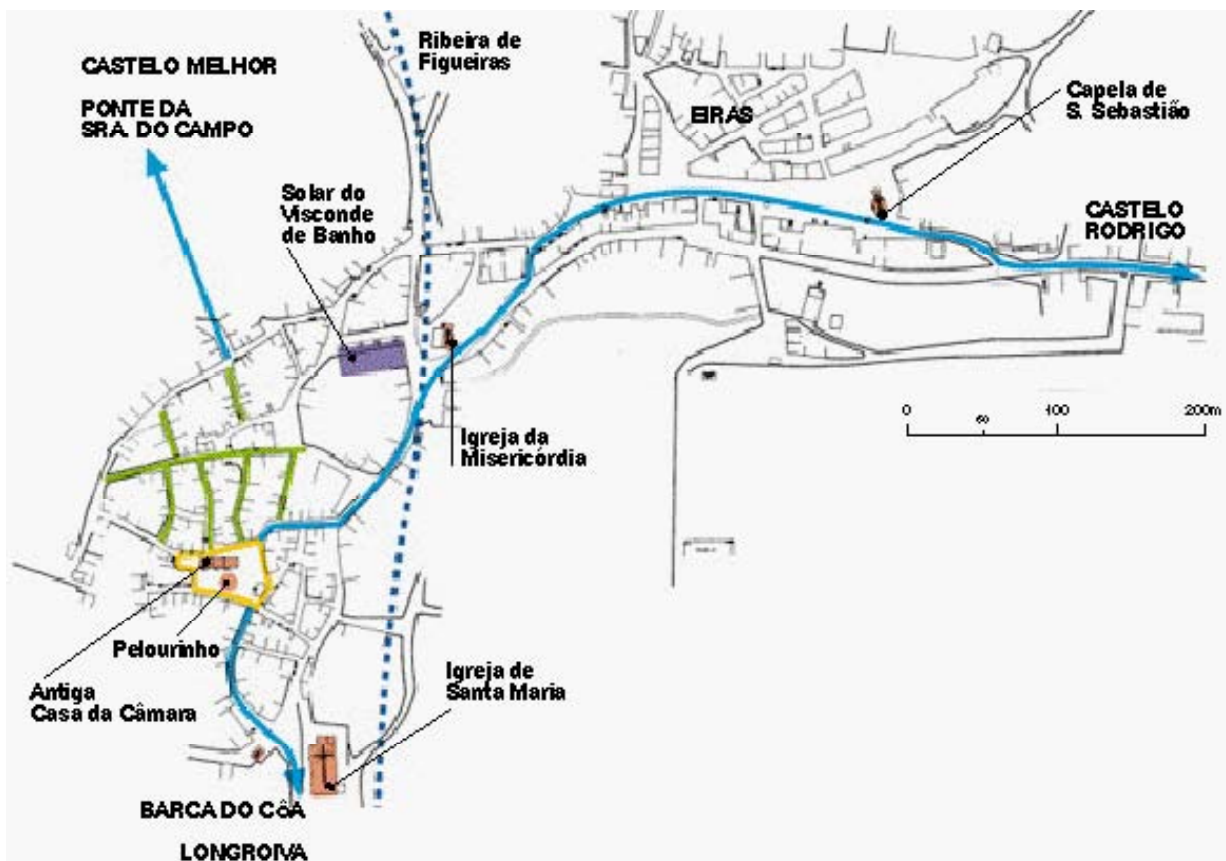 CASTELO MELHOR
PONTE DA
SRA. DO CAMPO
Ribeira de
Figueiras
EIRAS
Capela de
S. Sebastião
Solar do
Visconde
de Banho
CASTELO
RODRIGO
Igreja da
Misericórdia
0 50 100 200m
Pelourinho
Antiga
Casa da Câmara
Igreja de
Santa Maria
BARCA DO CÔA
LONGROIVA